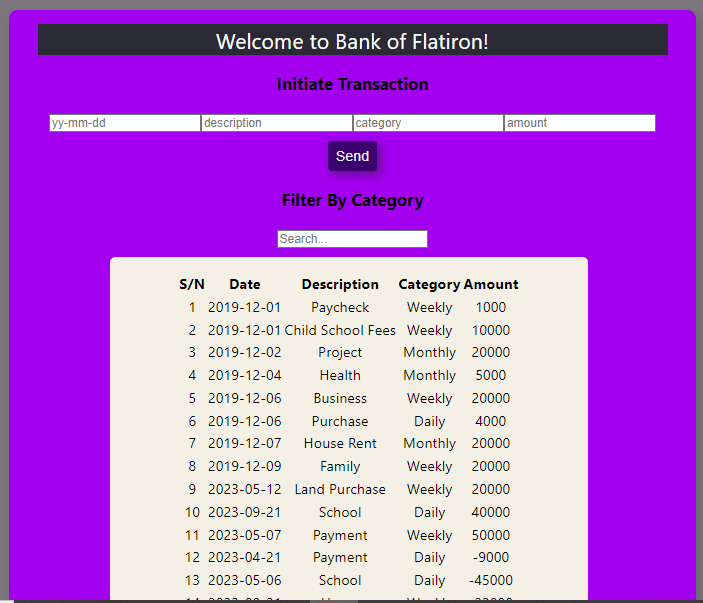 Welcome to Bank of Flatiron!
Initiate Transaction
yy-mm-dd description category amount
Send
Filter By Category
Search...
S/N Date Description Category Amount
1 2019-12-01 Paycheck Weekly 1000
2 2019-12-01 Child School Fees Weekly 10000
3 2019-12-02 Project Monthly 20000
4 2019-12-04 Health Monthly 5000
5 2019-12-06 Business Weekly 20000
6 2019-12-06 Purchase Daily 4000
7 2019-12-07 House Rent Monthly 20000
8 2019-12-09 Family Weekly 20000
9 2023-05-12 Land Purchase Weekly 20000
10 2023-09-21 School Daily 40000
11 2023-05-07 Payment Weekly 50000
12 2023-04-21 Payment Daily -9000
13 2023-05-06 School Daily -45000